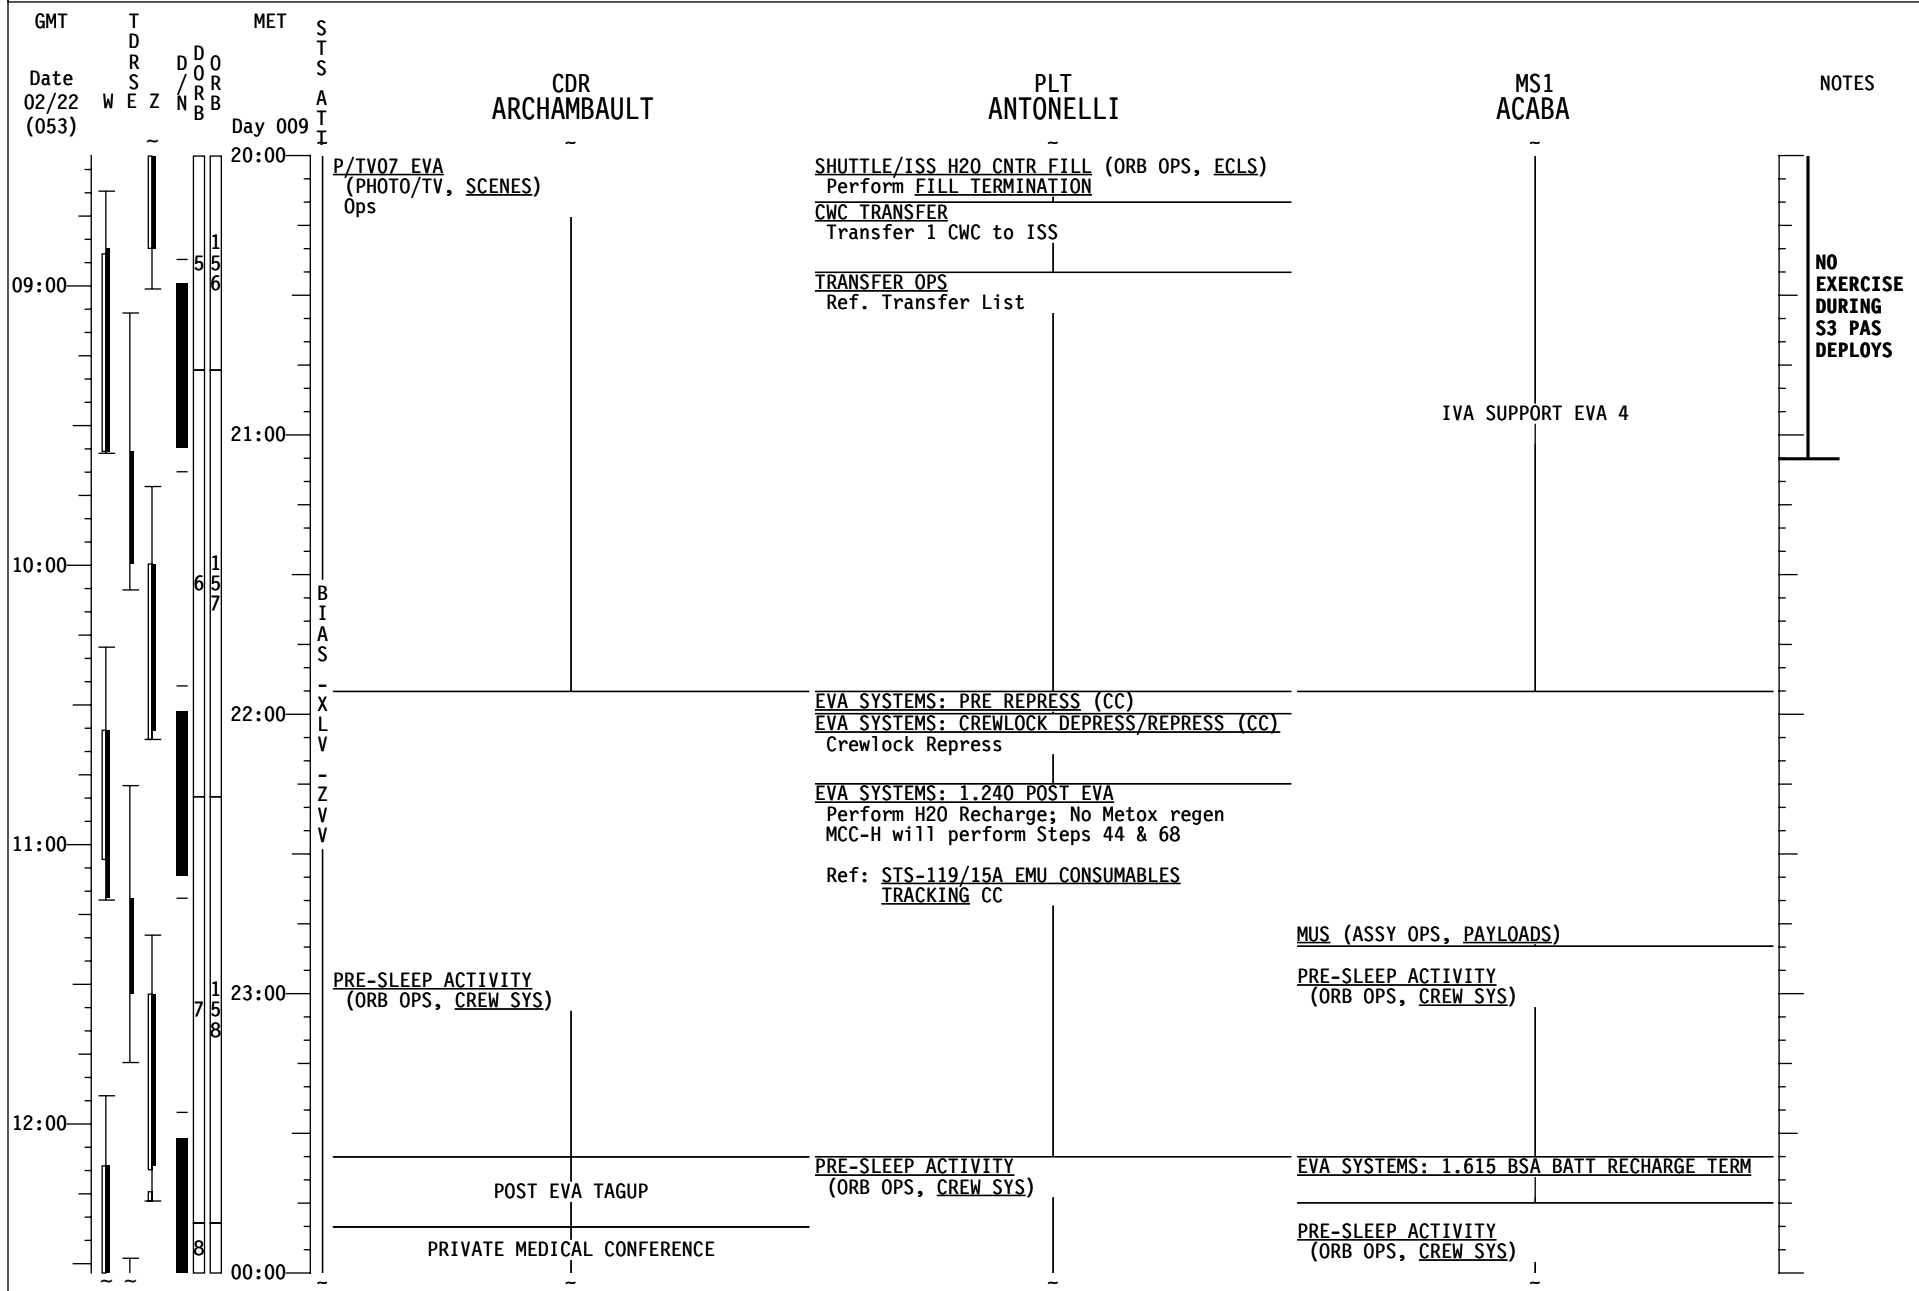 GMT
Date
02/22
(053)
TDRS
W E Z
D/N
DORB
ORB
MET
Day 009
STS ATT
CDR
ARCHAMBAULT
PLT
ANTONELLI
MS1
ACABA
NOTES
~ ~ ~ ~
20:00
P/TV07 EVA
(PHOTO/TV, SCENES)
Ops
SHUTTLE/ISS H2O CNTR FILL (ORB OPS, ECLS)
Perform FILL TERMINATION
CWC TRANSFER
Transfer 1 CWC to ISS
TRANSFER OPS
Ref. Transfer List
5
156
09:00
NO
EXERCISE
DURING
S3 PAS
DEPLOYS
IVA SUPPORT EVA 4
21:00
10:00
6
157
BIAS -XLV -ZVV
22:00
EVA SYSTEMS: PRE REPRESS (CC)
EVA SYSTEMS: CREWLOCK DEPRESS/REPRESS (CC)
Crewlock Repress
EVA SYSTEMS: 1.240 POST EVA
Perform H2O Recharge; No Metox regen
MCC-H will perform Steps 44 & 68
Ref: STS-119/15A EMU CONSUMABLES
TRACKING CC
11:00
MUS (ASSY OPS, PAYLOADS)
PRE-SLEEP ACTIVITY
(ORB OPS, CREW SYS)
PRE-SLEEP ACTIVITY
(ORB OPS, CREW SYS)
23:00
7
158
12:00
PRE-SLEEP ACTIVITY
(ORB OPS, CREW SYS)
EVA SYSTEMS: 1.615 BSA BATT RECHARGE TERM
POST EVA TAGUP
PRE-SLEEP ACTIVITY
(ORB OPS, CREW SYS)
PRIVATE MEDICAL CONFERENCE
8
00:00
~ ~ ~ ~ ~ ~